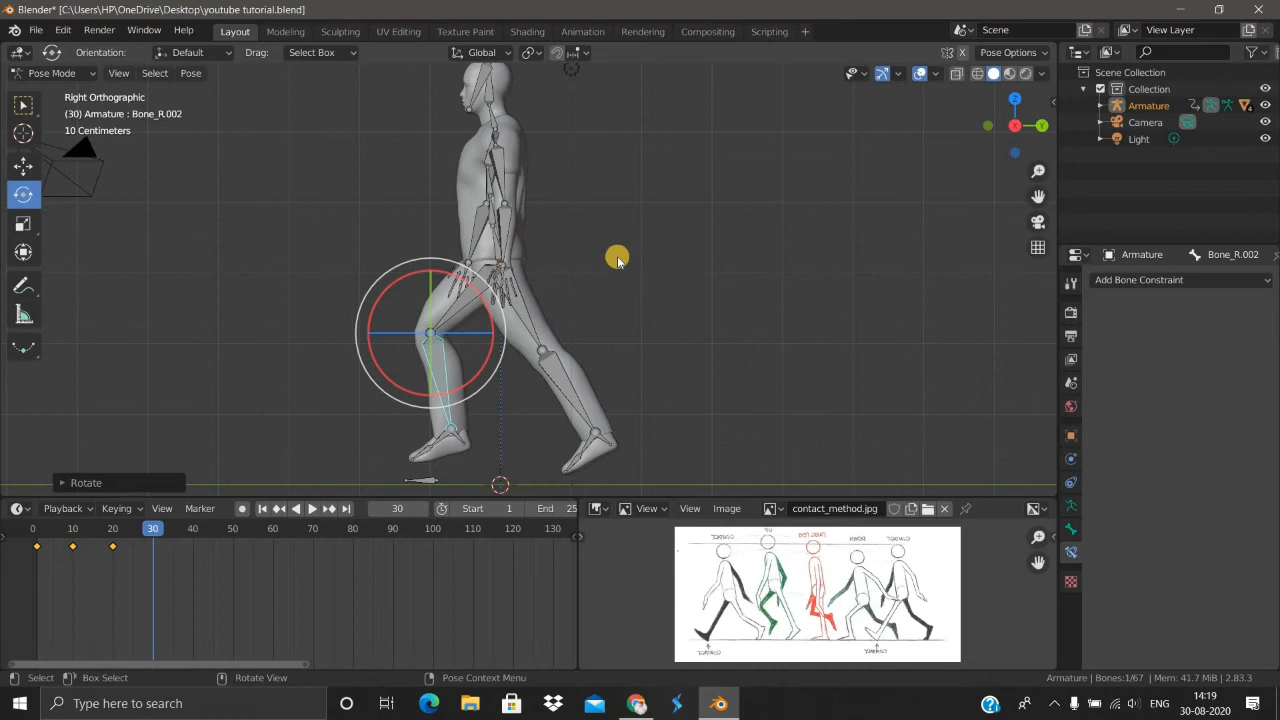 Blender* [C:\Users\HP\OneDrive\Desktop\youtube tutorial.blend]
File Edit Render Window Help Layout Modeling Sculpting UV Editing Texture Paint Shading Animation Rendering Compositing Scripting + Scene View Layer
Orientation: Default Drag: Select Box Global Pose Options
Pose Mode View Select Pose
Right Orthographic
(30) Armature : Bone_R.002
10 Centimeters
Scene Collection
Collection
Armature
Camera
Light
Z
X
Y
Armature Bone_R.002
Add Bone Constraint
Rotate
Playback Keying View Marker 30 Start 1 End 25
View View Image contact_method.jpg
0 10 20 30 40 50 60 70 80 90 100 110 120 130
CONTACT DOWN CONTACT
CONTACT CONTACT
Select Box Select Rotate View Pose Context Menu Armature | Bones:1/67 | Mem: 41.7 MiB | 2.83.3
Type here to search
ENG
14:19
30-08-2020